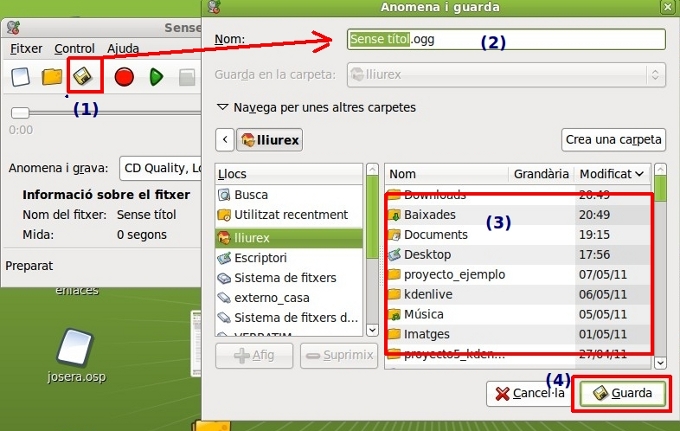 Sense
Fitxer Control Ajuda
(1)
0:00
Anomena i grava: CD Quality, Lo
Informació sobre el fitxer
Nom del fitxer: Sense títol
Mida: 0 segons
Preparat
enlaces
josera.osp
Anomena i guarda
Nom: Sense títol.ogg
(2)
Guarda en la carpeta: lliurex
Navega per unes altres carpetes
< lliurex Crea una carpeta
Llocs
Busca
Utilitzat recentment
lliurex
Escriptori
Sistema de fitxers
externo_casa
Sistema de fitxers d...
VERBATIM
Afig Suprimix
Nom Grandària Modificat
Downloads 20:49
Baixades 20:49
(3)
Documents 19:15
Desktop 17:56
proyecto_ejemplo 07/05/11
kdenlive 06/05/11
Música 05/05/11
Imatges 01/05/11
proyecto5_kden... 27/04/11
(4)
Cancel·la Guarda